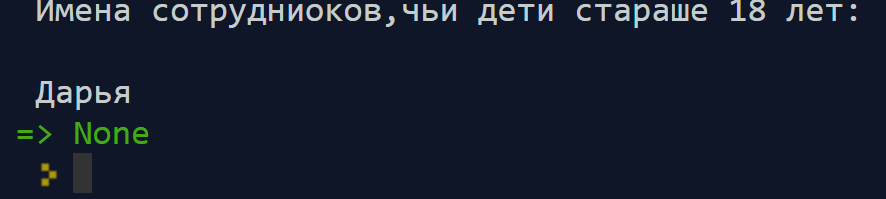 Имена сотрудниоков,чьи дети стараше 18 лет:
Дарья
=> None